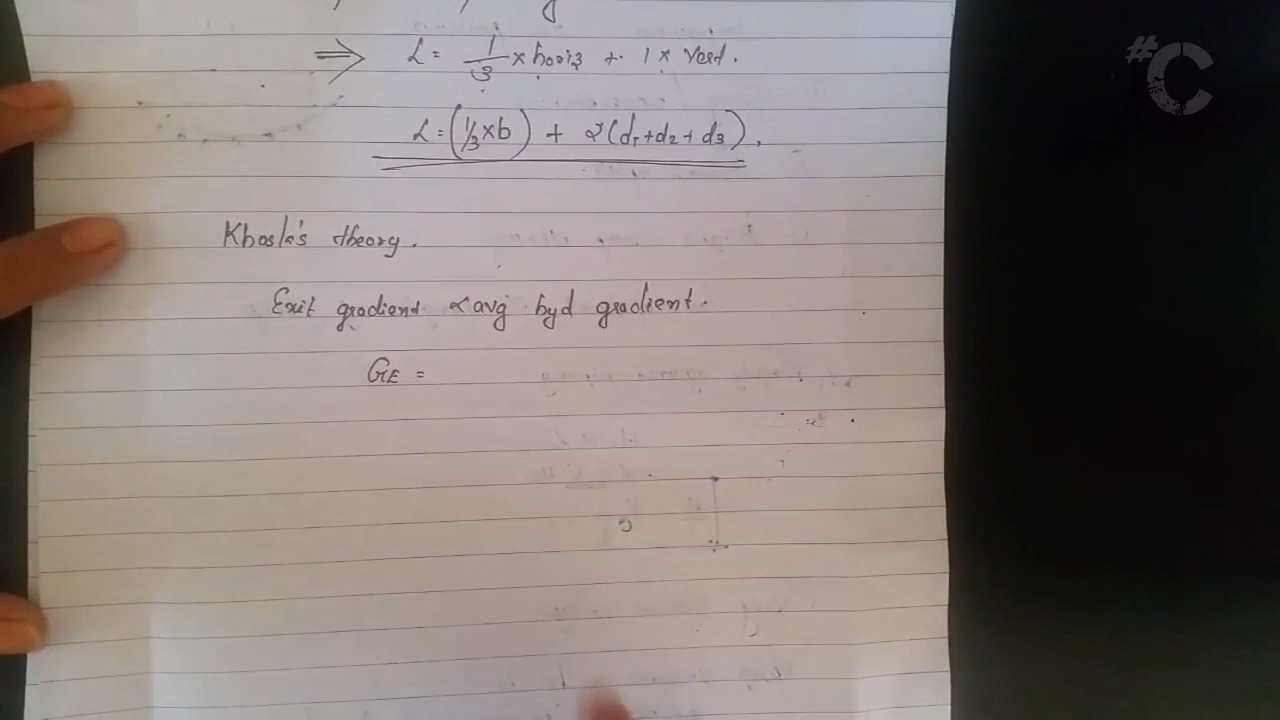 #C
⇒ L = 1/3 × horiz + 1 × Vert.
L = (1/3 × b) + 2(d1 + d2 + d3).
Khosla's theory.
Exit gradient ∝ avg hyd gradient.
GE =